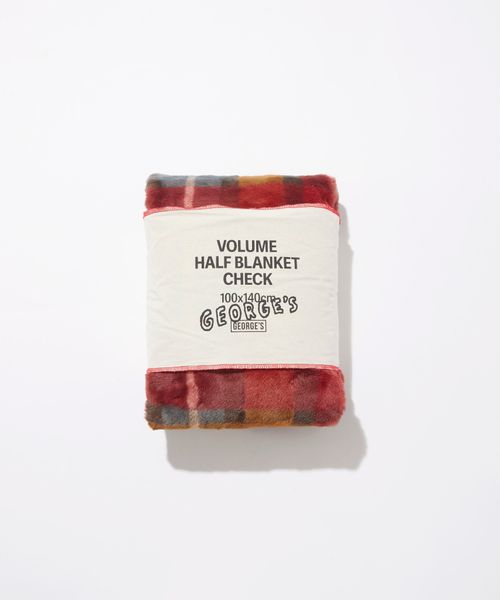 VOLUME
HALF BLANKET
CHECK
100x140cm
GEORGE'S
GEORGE'S